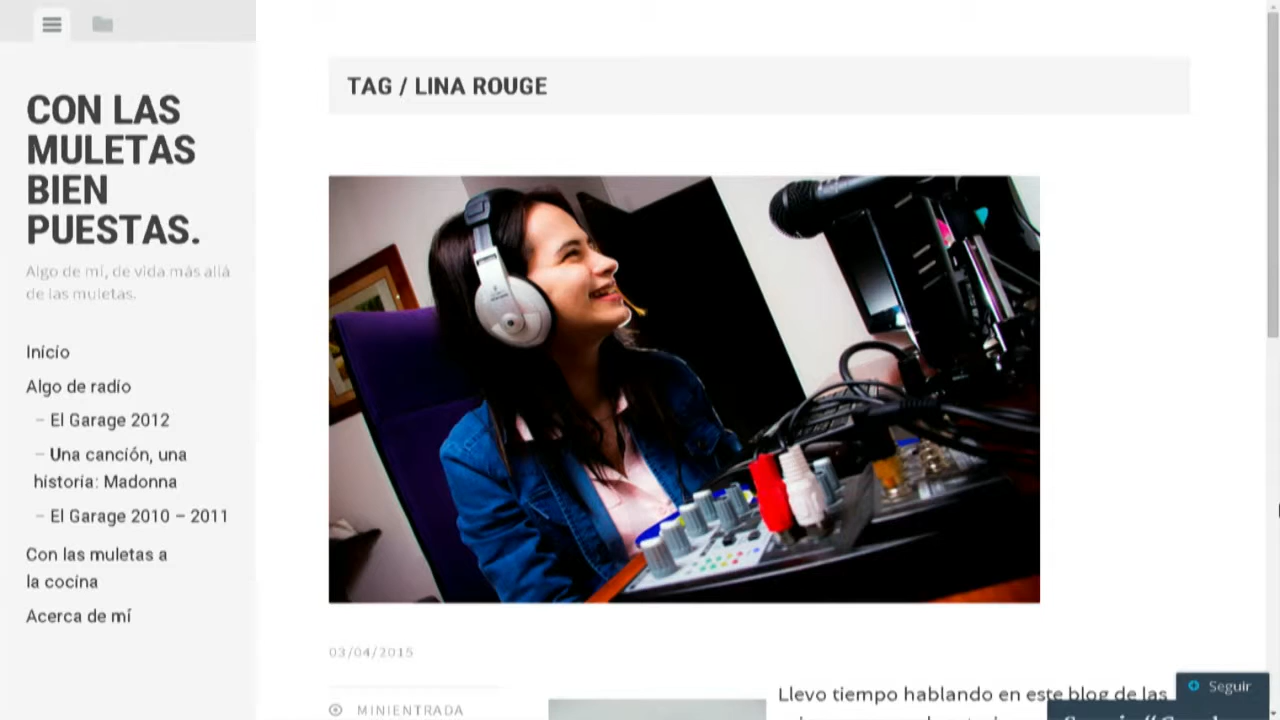 TAG / LINA ROUGE
CON LAS
MULETAS
BIEN
PUESTAS.
Algo de mí, de vida más allá
de las muletas.
Inicio
Algo de radio
– El Garage 2012
– Una canción, una
historia: Madonna
– El Garage 2010 – 2011
Con las muletas a
la cocina
Acerca de mí
03/04/2015
MINIENTRADA
Llevo tiempo hablando en este blog de las
Seguir